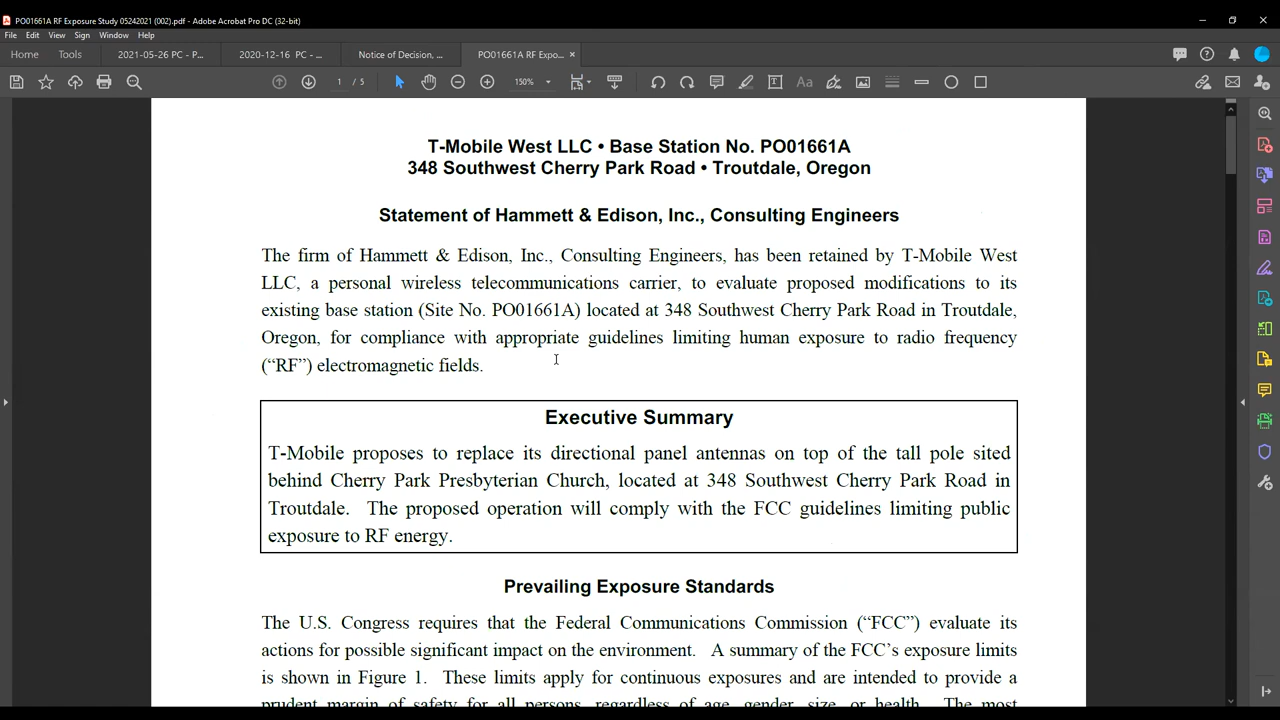 PO01661A RF Exposure Study 05242021 (002).pdf - Adobe Acrobat Pro DC (32-bit)
File Edit View Sign Window Help
Home Tools 2021-05-26 PC - P... 2020-12-16 PC - ... Notice of Decision, ... PO01661A RF Expo... ×
1 / 5 150%
T-Mobile West LLC • Base Station No. PO01661A
348 Southwest Cherry Park Road • Troutdale, Oregon
Statement of Hammett & Edison, Inc., Consulting Engineers
The firm of Hammett & Edison, Inc., Consulting Engineers, has been retained by T-Mobile West
LLC, a personal wireless telecommunications carrier, to evaluate proposed modifications to its
existing base station (Site No. PO01661A) located at 348 Southwest Cherry Park Road in Troutdale,
Oregon, for compliance with appropriate guidelines limiting human exposure to radio frequency
(“RF”) electromagnetic fields.
Executive Summary
T-Mobile proposes to replace its directional panel antennas on top of the tall pole sited
behind Cherry Park Presbyterian Church, located at 348 Southwest Cherry Park Road in
Troutdale. The proposed operation will comply with the FCC guidelines limiting public
exposure to RF energy.
Prevailing Exposure Standards
The U.S. Congress requires that the Federal Communications Commission (“FCC”) evaluate its
actions for possible significant impact on the environment. A summary of the FCC’s exposure limits
is shown in Figure 1. These limits apply for continuous exposures and are intended to provide a
prudent margin of safety for all persons, regardless of age, gender, size, or health. The most